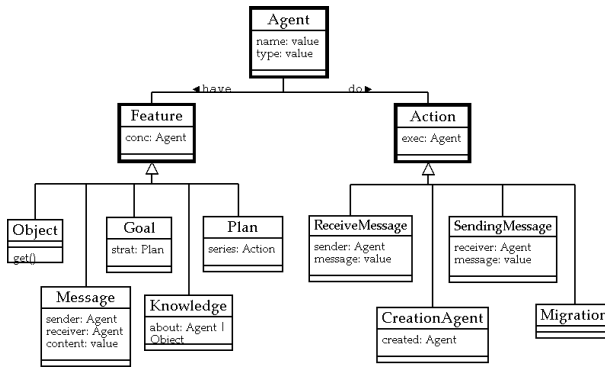 Agent
name: value
type: value
◄have
do►
Feature
conc: Agent
Action
exec: Agent
Object
get()
Goal
strat: Plan
Plan
series: Action
ReceiveMessage
sender: Agent
message: value
SendingMessage
receiver: Agent
message: value
Message
sender: Agent
receiver: Agent
content: value
Knowledge
about: Agent |
Object
CreationAgent
created: Agent
Migration